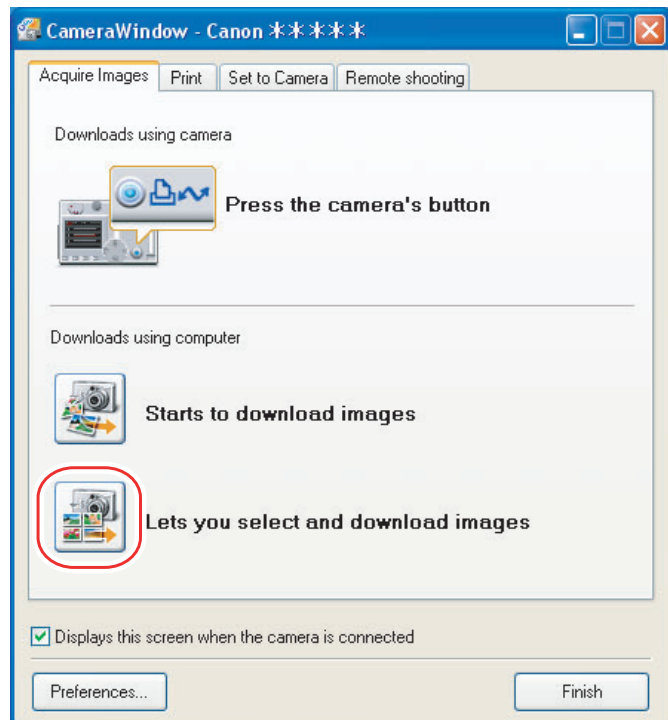 CameraWindow - Canon *****
Acquire Images Print Set to Camera Remote shooting
Downloads using camera
Press the camera's button
Downloads using computer
Starts to download images
Lets you select and download images
Displays this screen when the camera is connected
Preferences... Finish